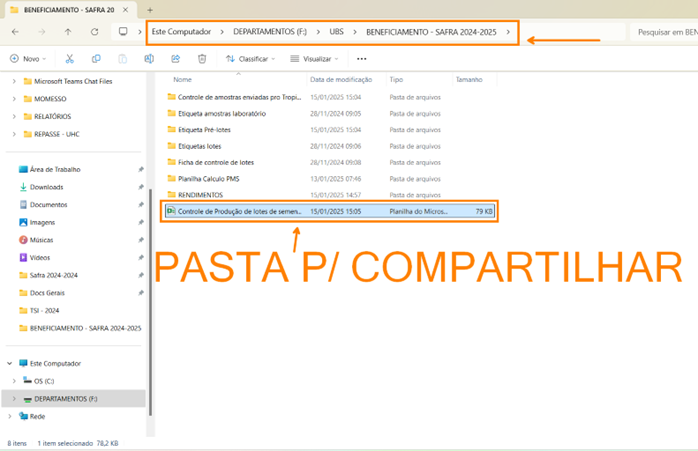 BENEFICIAMENTO - SAFRA 20
Este Computador > DEPARTAMENTOS (F:) > UBS > BENEFICIAMENTO - SAFRA 2024-2025 >
Pesquisar em BEN
Novo
Classificar
Visualizar
Microsoft Teams Chat Files
MOMESSO
RELATÓRIOS
REPASSE - UHC
Área de Trabalho
Downloads
Documentos
Imagens
Músicas
Vídeos
Safra 2024-2024
Docs Gerais
TSI - 2024
BENEFICIAMENTO - SAFRA 2024-2025
Este Computador
OS (C:)
DEPARTAMENTOS (F:)
Rede
Nome Data de modificação Tipo Tamanho
Controle de amostras enviadas pro Tropi... 15/01/2025 15:04 Pasta de arquivos
Etiqueta amostras laboratório 28/11/2024 09:05 Pasta de arquivos
Etiqueta Pré-lotes 15/01/2025 15:04 Pasta de arquivos
Etiquetas lotes 28/11/2024 09:06 Pasta de arquivos
Ficha de controle de lotes 28/11/2024 09:08 Pasta de arquivos
Planilha Calculo PMS 13/01/2025 07:46 Pasta de arquivos
RENDIMENTOS 15/01/2025 14:57 Pasta de arquivos
Controle de Produção de lotes de semen... 15/01/2025 15:05 Planilha do Micros... 79 KB
PASTA P/ COMPARTILHAR
8 itens 1 item selecionado 78,2 KB